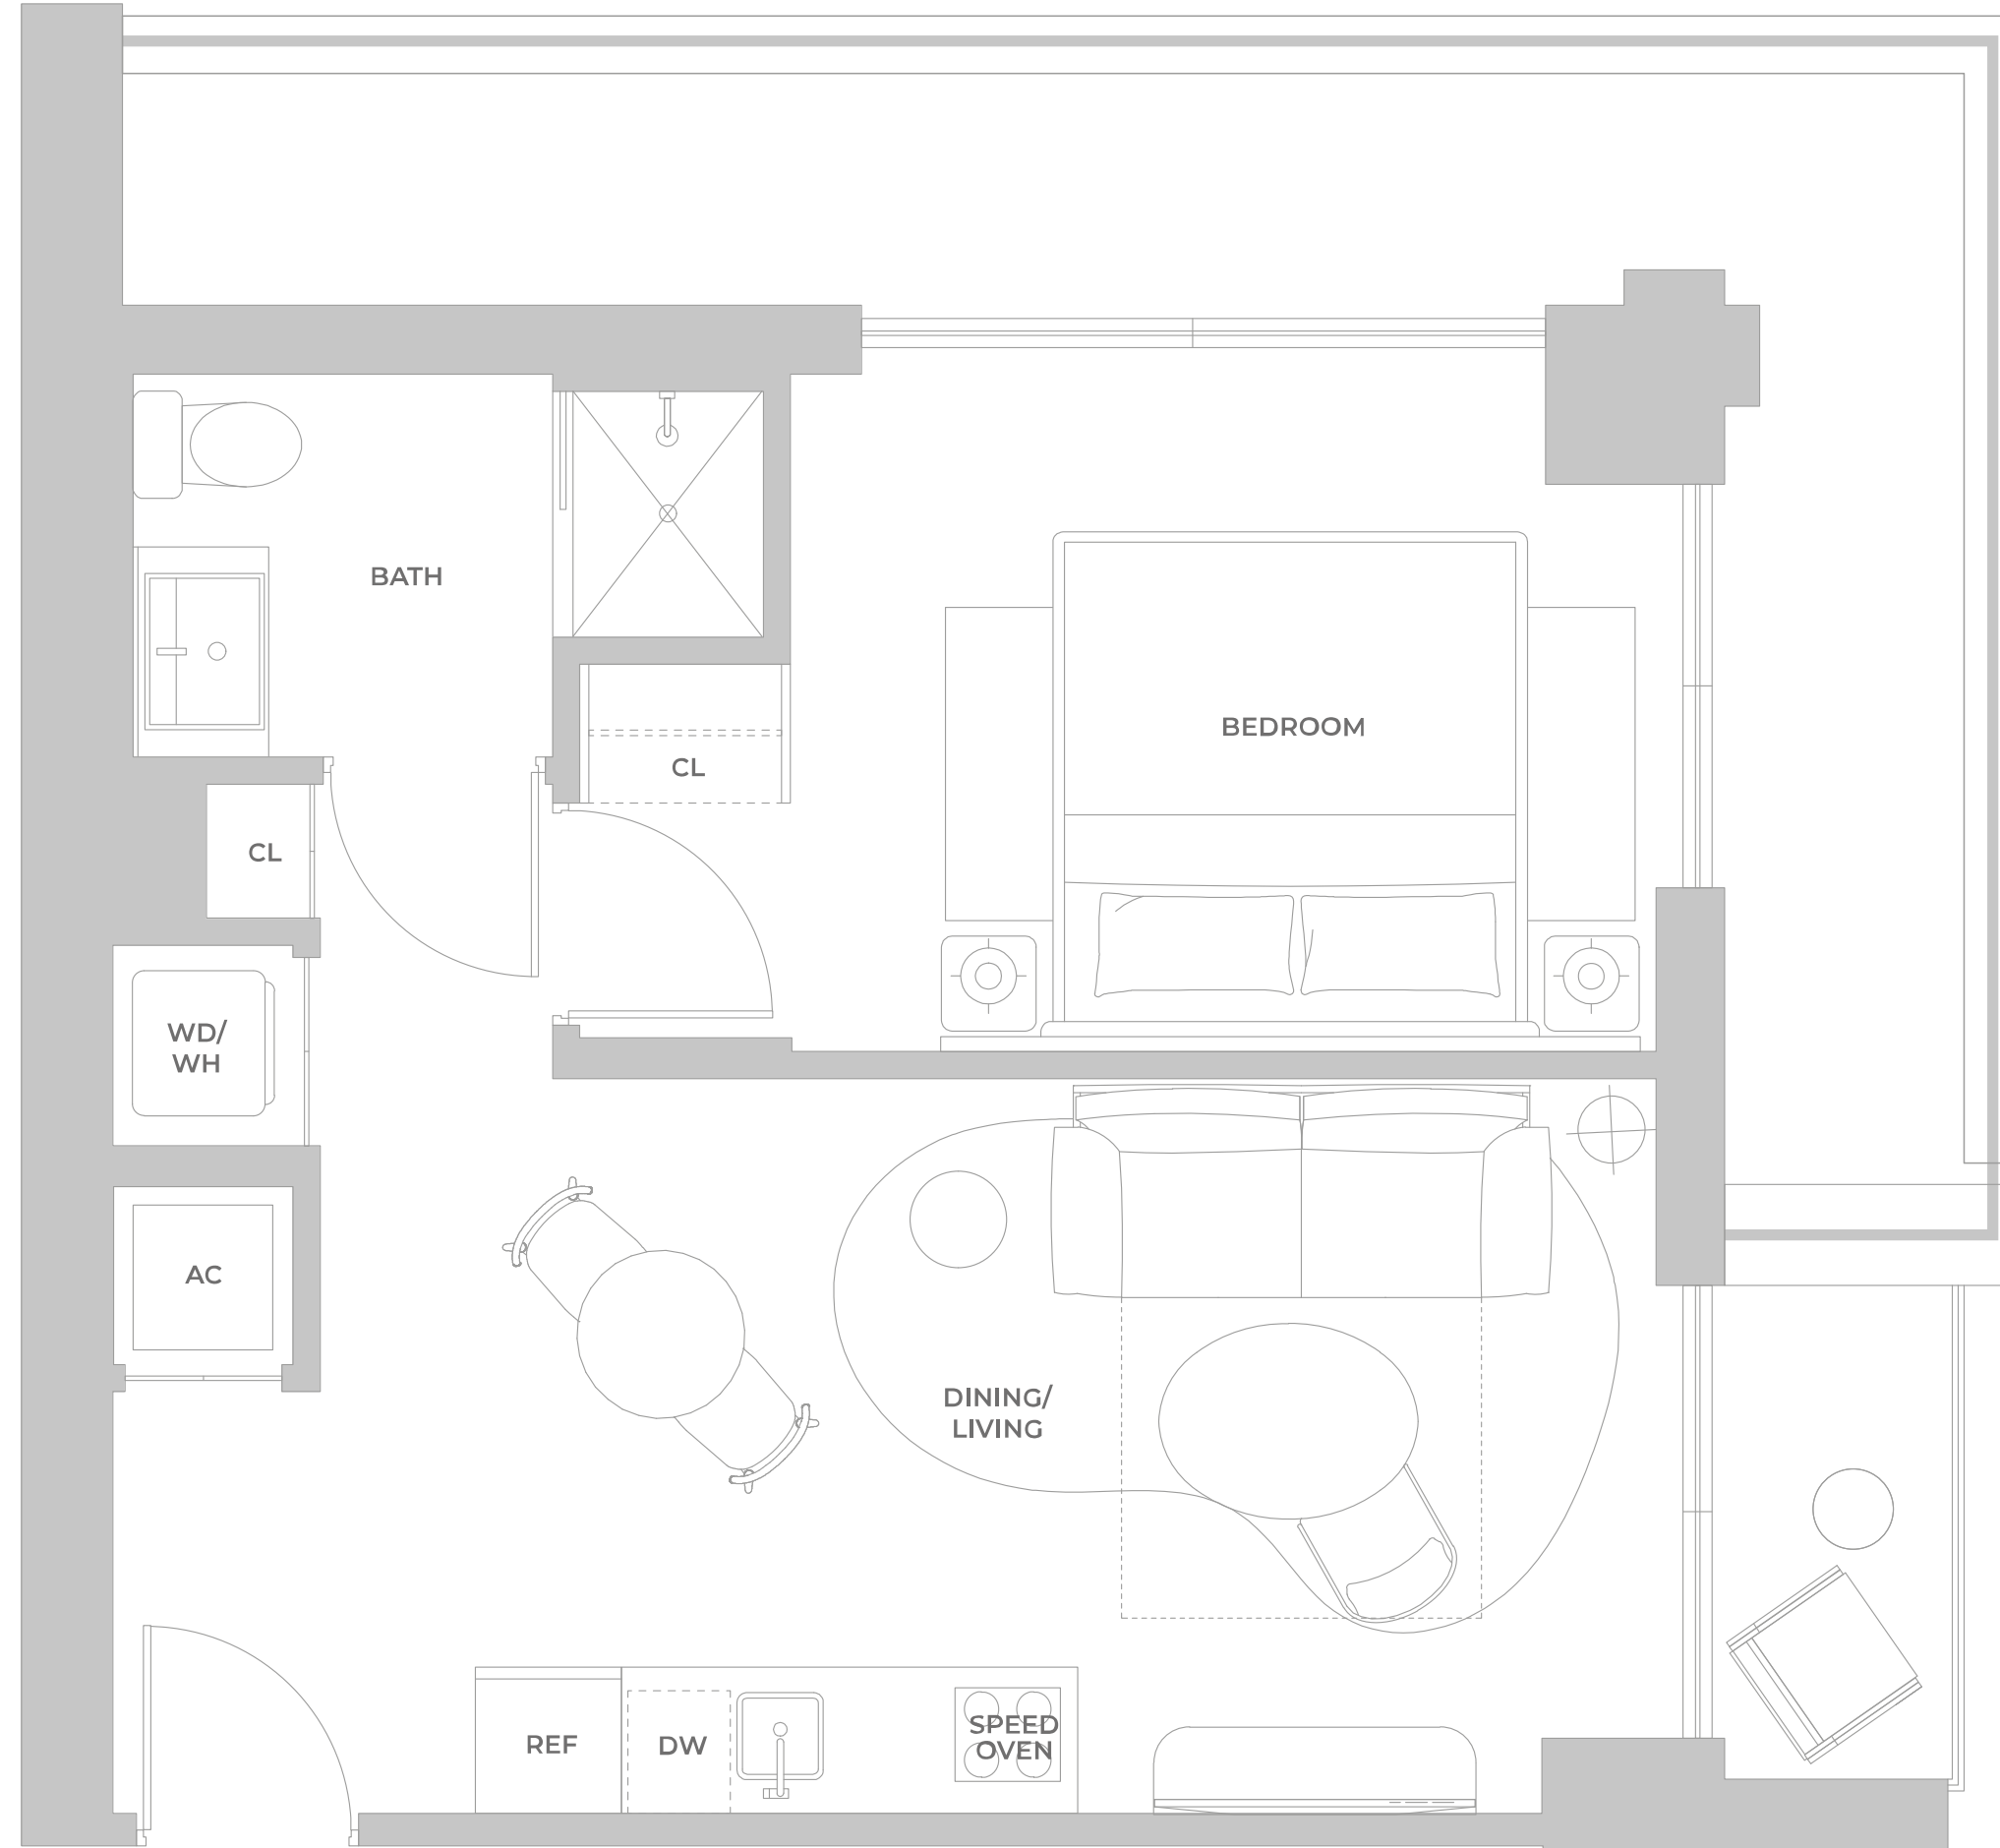 BATH
BEDROOM
CL
CL
WD/
WH
AC
DINING/
LIVING
REF
DW
SPEED
OVEN